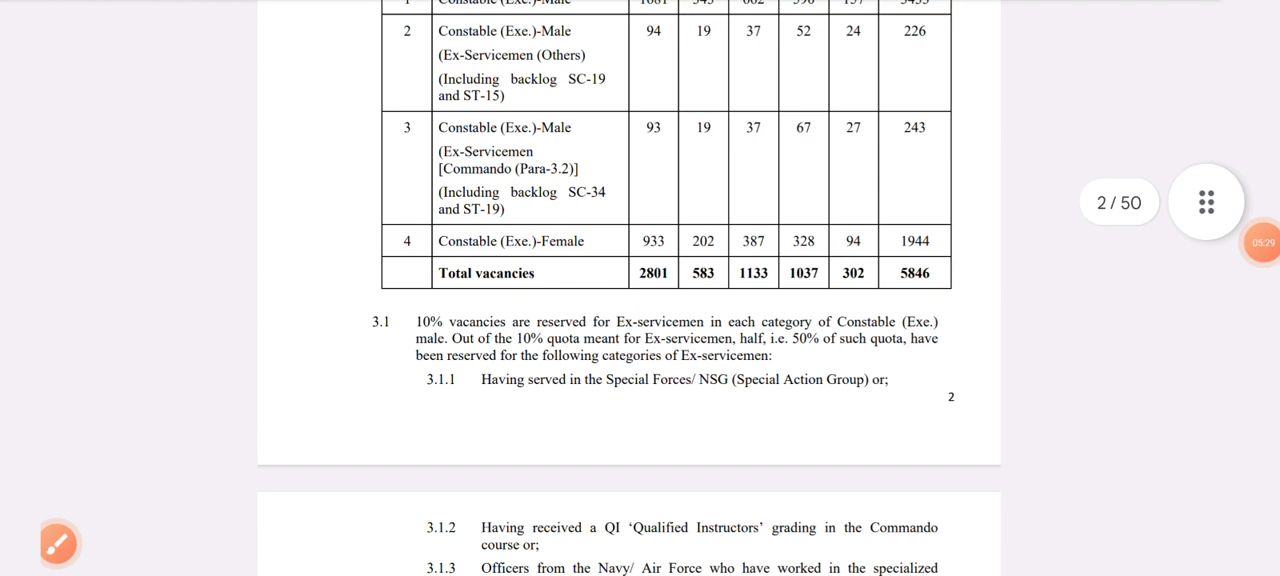 Constable (Exe.)-Male
2 Constable (Exe.)-Male 94 19 37 52 24 226
(Ex-Servicemen (Others)
(Including backlog SC-19
and ST-15)
3 Constable (Exe.)-Male 93 19 37 67 27 243
(Ex-Servicemen
[Commando (Para-3.2)]
(Including backlog SC-34
and ST-19)
4 Constable (Exe.)-Female 933 202 387 328 94 1944
Total vacancies 2801 583 1133 1037 302 5846
3.1 10% vacancies are reserved for Ex-servicemen in each category of Constable (Exe.)
male. Out of the 10% quota meant for Ex-servicemen, half, i.e. 50% of such quota, have
been reserved for the following categories of Ex-servicemen:
3.1.1 Having served in the Special Forces/ NSG (Special Action Group) or;
2
3.1.2 Having received a QI ‘Qualified Instructors’ grading in the Commando
course or;
3.1.3 Officers from the Navy/ Air Force who have worked in the specialized
2 / 50
05:29